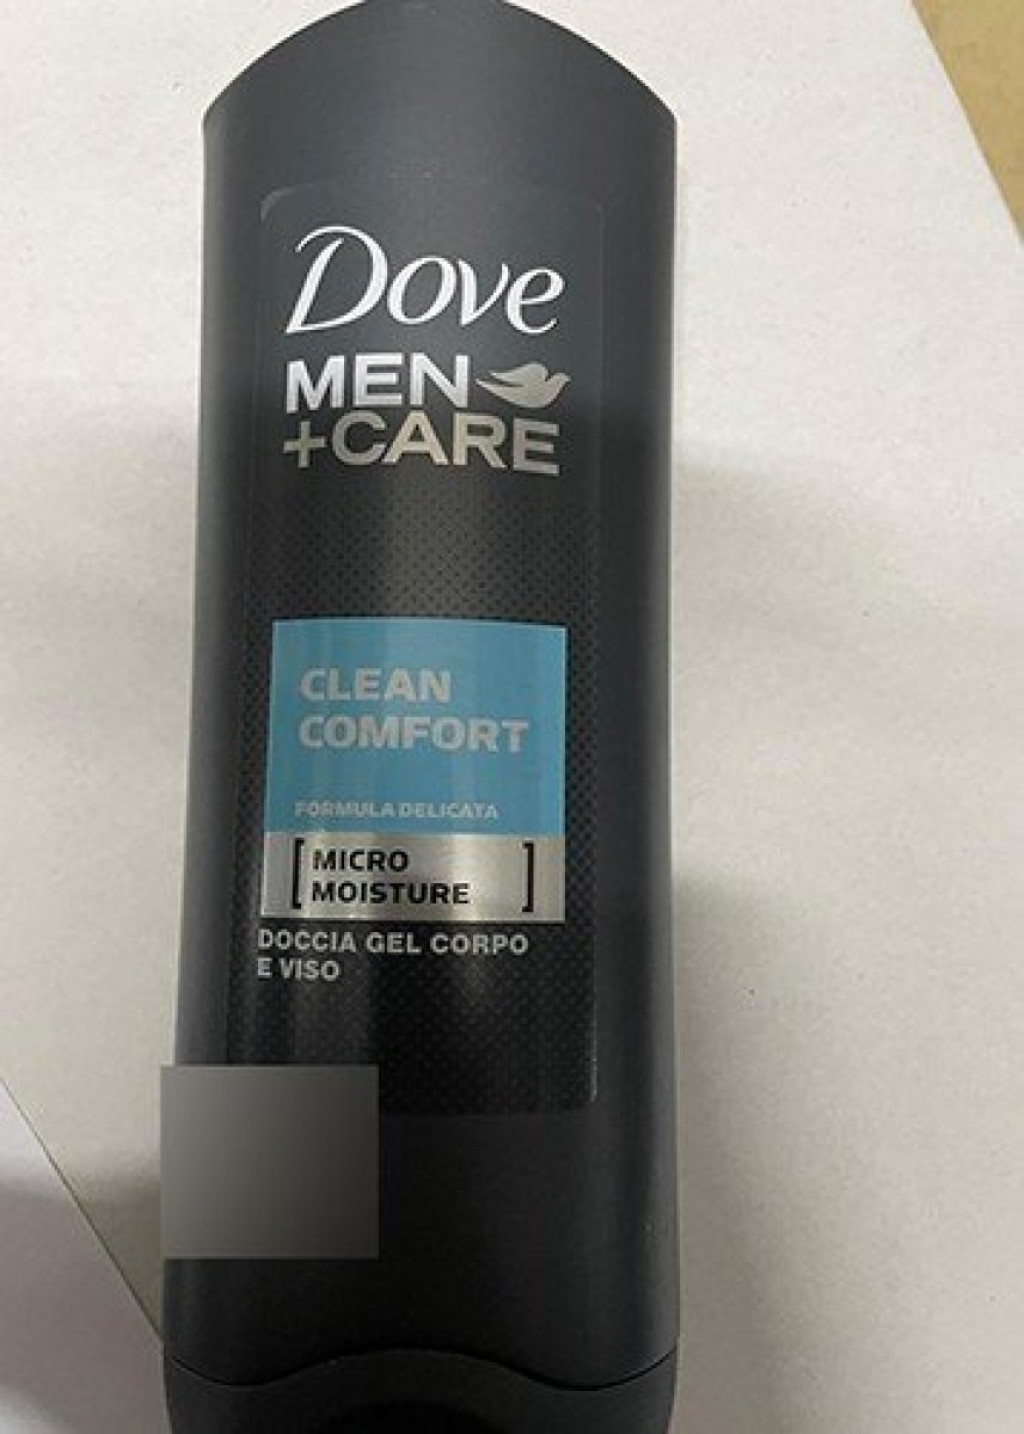 Dove
MEN
+CARE
CLEAN
COMFORT
FORMULA DELICATA
[MICRO
MOISTURE]
DOCCIA GEL CORPO
E VISO